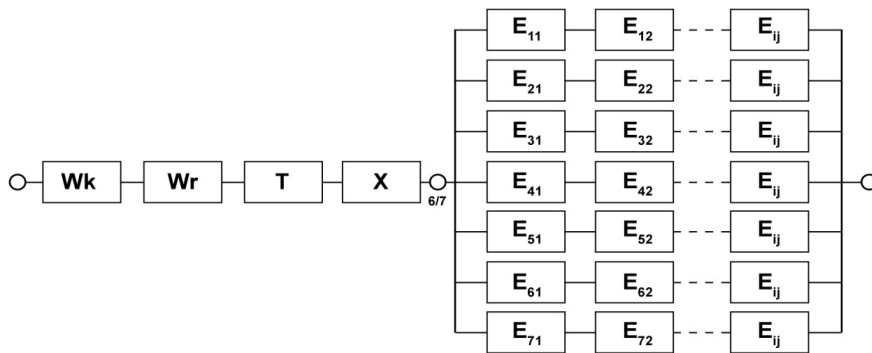 E11 E12 Eij
E21 E22 Eij
E31 E32 Eij
Wk Wr T X 6/7 E41 E42 Eij
E51 E52 Eij
E61 E62 Eij
E71 E72 Eij